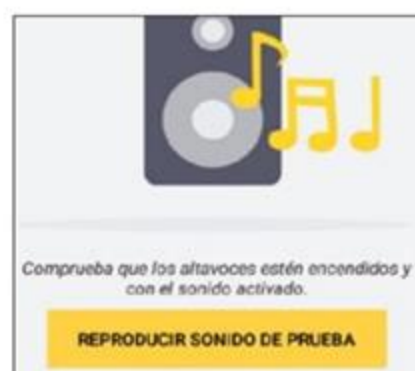 Comprueba que los altavoces estén encendidos y
con el sonido activado.
REPRODUCIR SONIDO DE PRUEBA